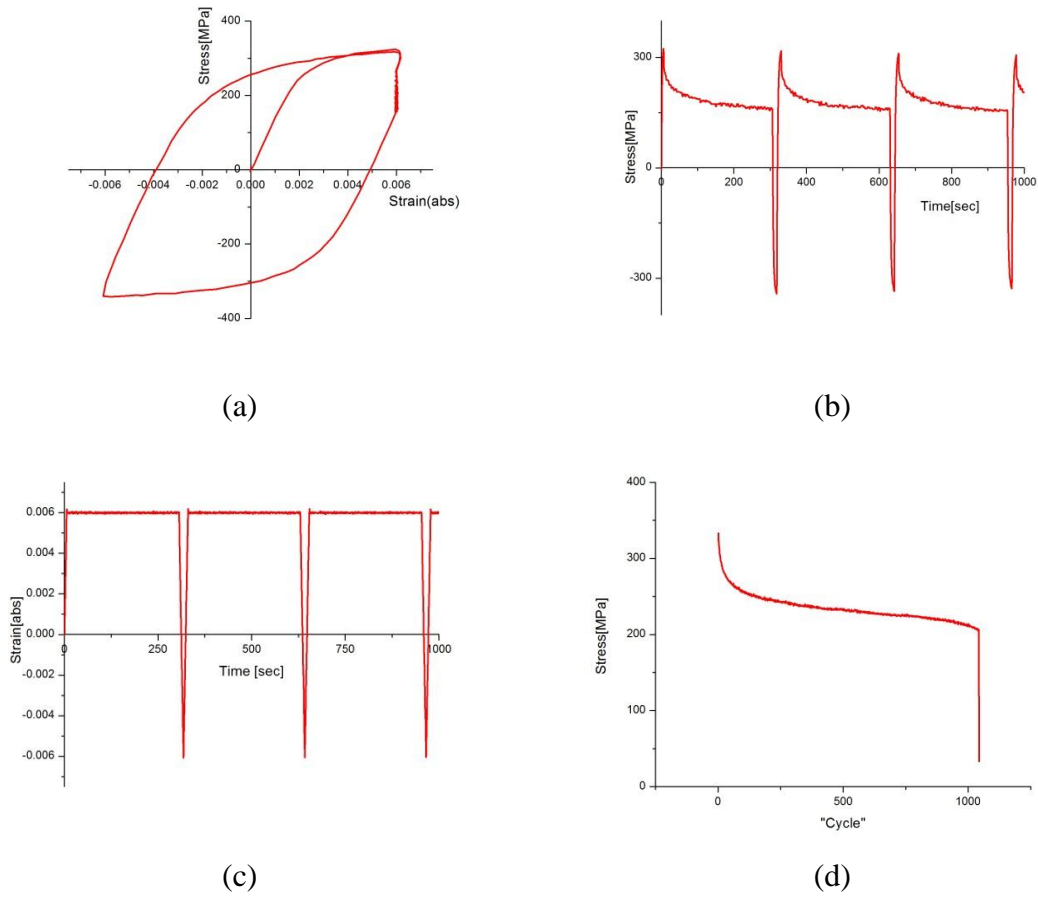 Stress[MPa]
400
200
0
-0.006 -0.004 -0.002 0.000 0.002 0.004 0.006
Strain(abs)
-200
-400
(a)
Stress[MPa]
300
0
0 200 400 600 800 1000
Time[sec]
-300
(b)
Strain[abs]
0.006
0.004
0.002
0.000
0 250 500 750 1000
Time [sec]
-0.002
-0.004
-0.006
(c)
Stress[MPa]
400
300
200
100
0
0 500 1000
"Cycle"
(d)